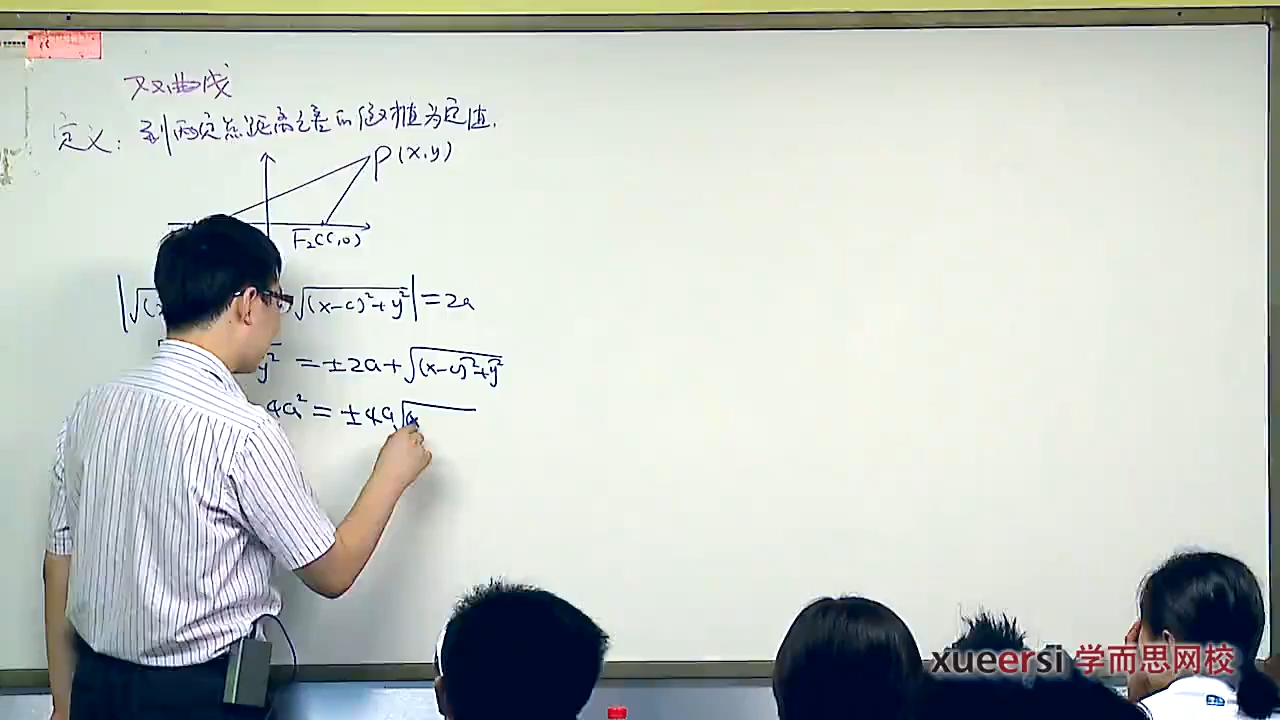 双曲线
定义：到两定点距离之差的绝对值为定值.
P(x,y)
F₂(c,0)
|√(x √(x-c)²+y²| = 2a
y² = ±2a+√(x-c)²+y²
4a² = ±4a√(x
xueersi 学而思网校